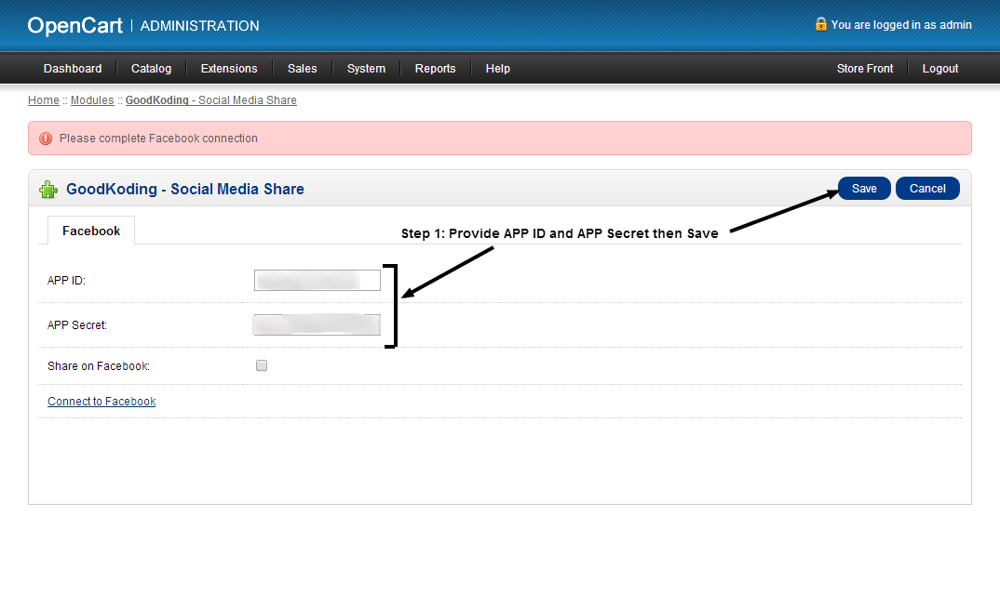 OpenCart | ADMINISTRATION
You are logged in as admin
Dashboard Catalog Extensions Sales System Reports Help Store Front Logout
Home :: Modules :: GoodKoding - Social Media Share
Please complete Facebook connection
GoodKoding - Social Media Share
Save Cancel
Facebook
Step 1: Provide APP ID and APP Secret then Save
APP ID:
APP Secret:
Share on Facebook:
Connect to Facebook